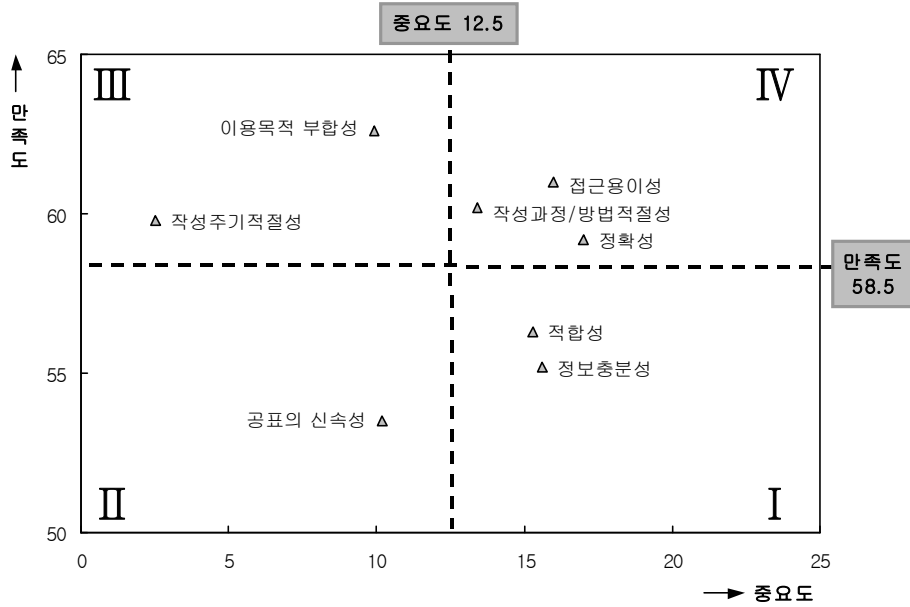 중요도 12.5
65
Ⅲ
Ⅳ
만족도
이용목적 부합성
접근용이성
작성과정/방법적절성
작성주기적절성
정확성
60
만족도
58.5
적합성
정보충분성
55
공표의 신속성
Ⅱ
Ⅰ
50
0
5
10
15
20
25
중요도